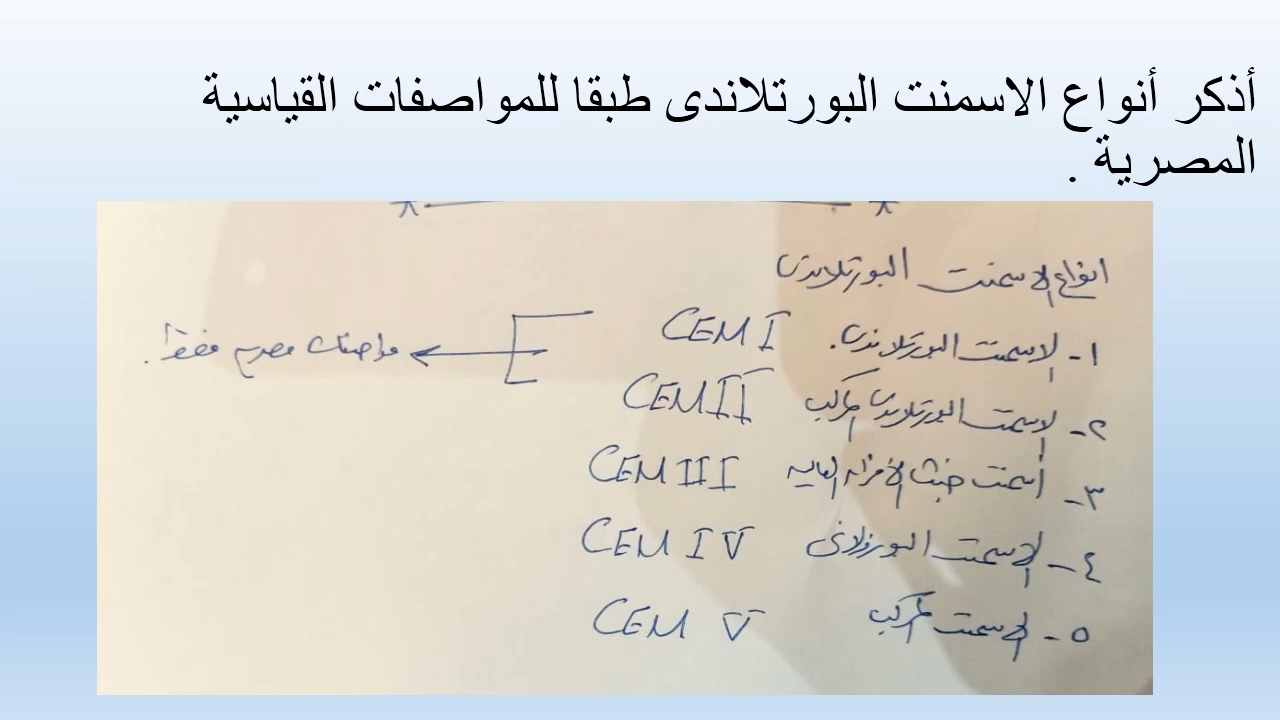 أذكر أنواع الاسمنت البورتلاندى طبقا للمواصفات القياسية
المصرية .
انواع الاسمنت البورتلاندى
١- الاسمنت البورتلاندى. CEM I
مواصفات مصرية فقط.
٢- الاسمنت البورتلاندى المركب CEM II
٣- أسمنت خبث الافران العالية CEM III
٤- الاسمنت البوزولانى CEM IV
٥- الاسمنت المركب CEM V